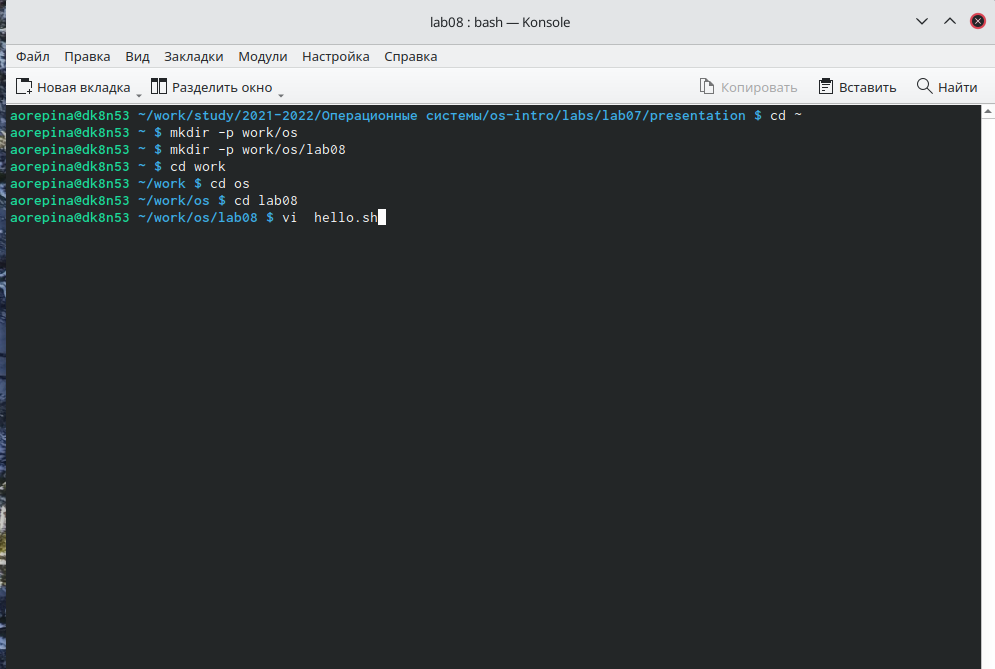 lab08 : bash — Konsole
Файл Правка Вид Закладки Модули Настройка Справка
Новая вкладка Разделить окно Копировать Вставить Найти
aorepina@dk8n53 ~/work/study/2021-2022/Операционные системы/os-intro/labs/lab07/presentation $ cd ~
aorepina@dk8n53 ~ $ mkdir -p work/os
aorepina@dk8n53 ~ $ mkdir -p work/os/lab08
aorepina@dk8n53 ~ $ cd work
aorepina@dk8n53 ~/work $ cd os
aorepina@dk8n53 ~/work/os $ cd lab08
aorepina@dk8n53 ~/work/os/lab08 $ vi  hello.sh